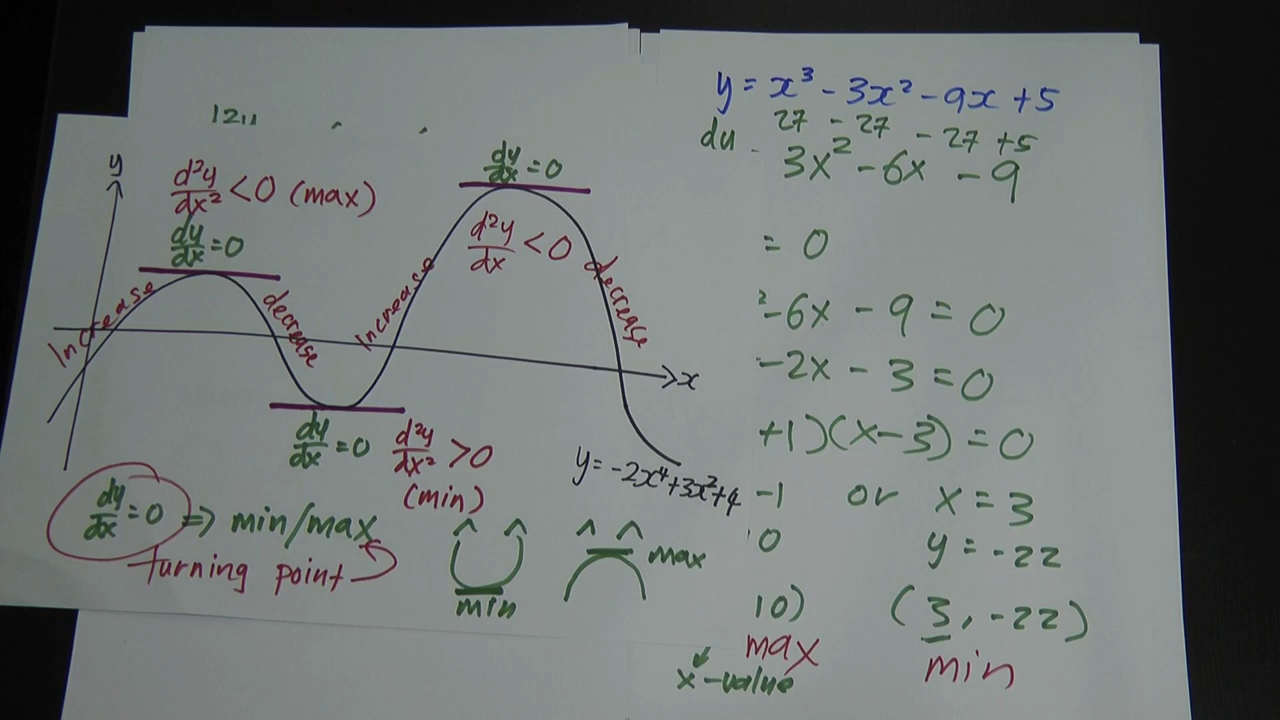 y
d²y/dx² < 0 (max)
dy/dx = 0
Increase
decrease
dy/dx = 0
d²y/dx² > 0
(min)
Increase
dy/dx = 0
d²y/dx < 0
decrease
x
y = -2x⁴ + 3x² + 4
dy/dx = 0 ⇒ min/max
turning point
min
max
y = x³ - 3x² - 9x + 5
27 - 27 - 27 + 5
3x² - 6x - 9
= 0
² - 6x - 9 = 0
- 2x - 3 = 0
+1)(x-3) = 0
-1 or x = 3
0 y = -22
10) (3, -22)
max min
x-value